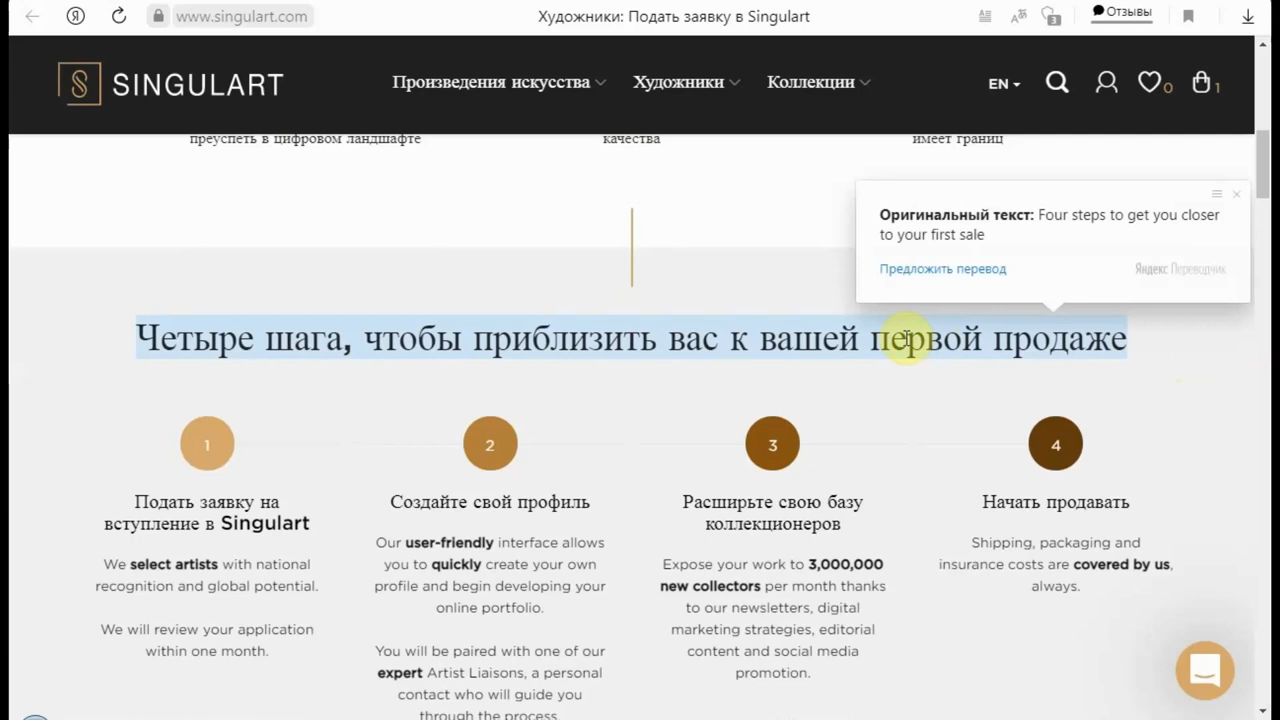 Я
www.singulart.com
Художники: Подать заявку в Singulart
3
Отзывы
S
SINGULART
Произведения искусства
Художники
Коллекции
EN
0
1
преуспеть в цифровом ландшафте
качества
имеет границ
Оригинальный текст: Four steps to get you closer
to your first sale
Предложить перевод
Яндекс Переводчик
Четыре шага, чтобы приблизить вас к вашей первой продаже
1
Подать заявку на
вступление в Singulart
We select artists with national
recognition and global potential.
We will review your application
within one month.
2
Создайте свой профиль
Our user-friendly interface allows
you to quickly create your own
profile and begin developing your
online portfolio.
You will be paired with one of our
expert Artist Liaisons, a personal
contact who will guide you
through the process.
3
Расширьте свою базу
коллекционеров
Expose your work to 3,000,000
new collectors per month thanks
to our newsletters, digital
marketing strategies, editorial
content and social media
promotion.
4
Начать продавать
Shipping, packaging and
insurance costs are covered by us,
always.